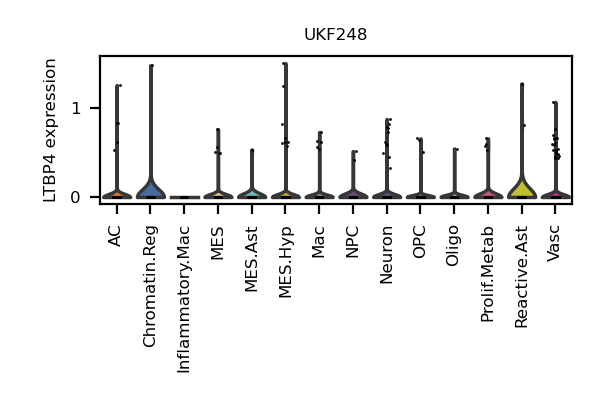 UKF248
LTBP4 expression
1
0
AC
Chromatin.Reg
Inflammatory.Mac
MES
MES.Ast
MES.Hyp
Mac
NPC
Neuron
OPC
Oligo
Prolif.Metab
Reactive.Ast
Vasc